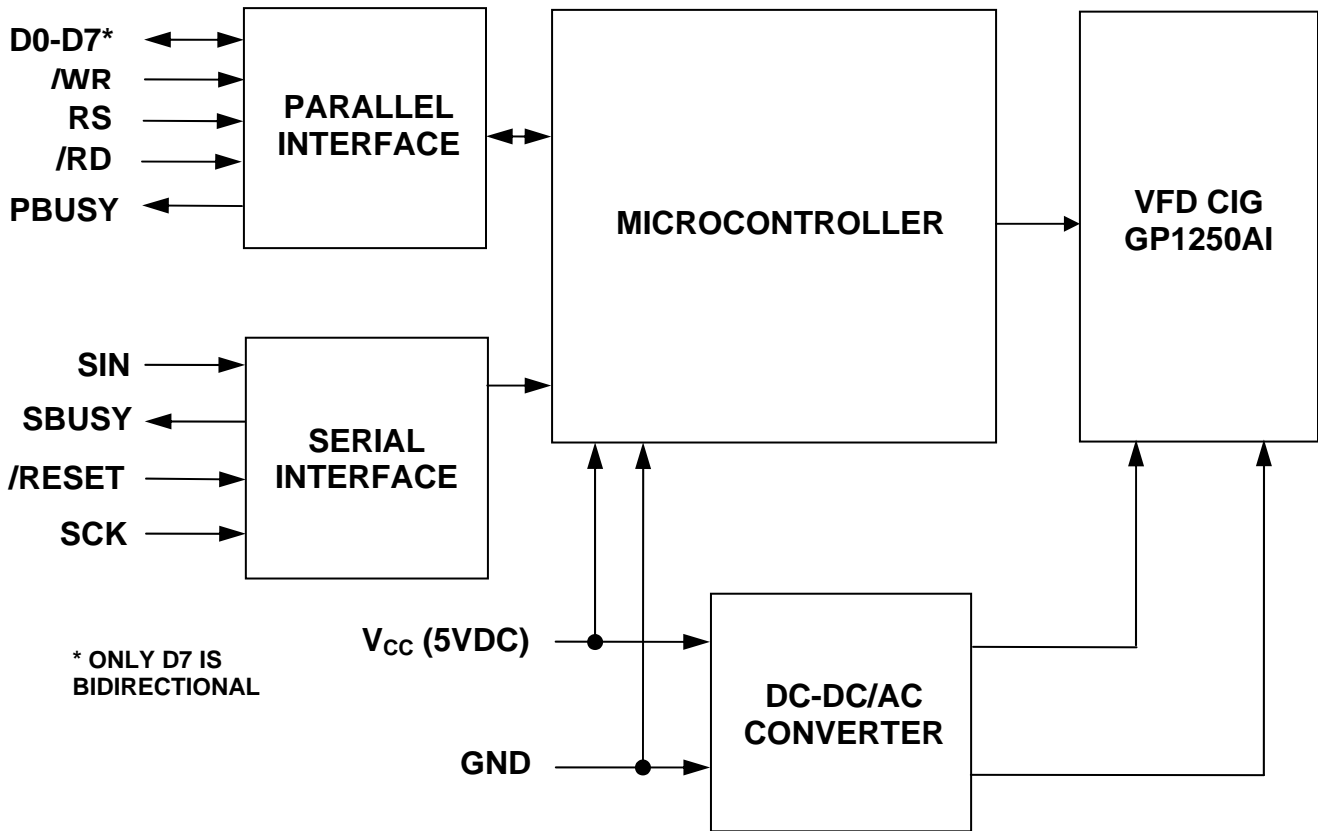 D0-D7*
/WR
RS
/RD
PBUSY
PARALLEL
INTERFACE
MICROCONTROLLER
VFD CIG
GP1250AI
SIN
SBUSY
/RESET
SCK
SERIAL
INTERFACE
VCC (5VDC)
GND
* ONLY D7 IS
BIDIRECTIONAL
DC-DC/AC
CONVERTER